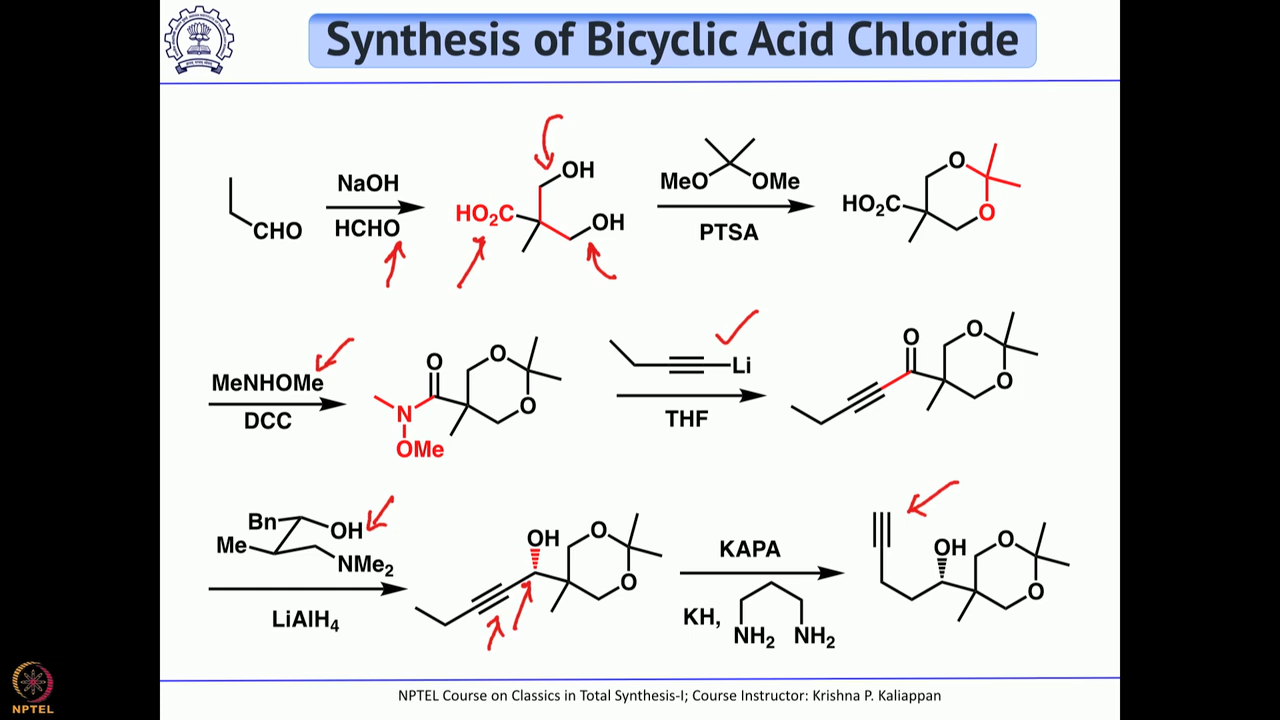 Synthesis of Bicyclic Acid Chloride
CHO
NaOH
HCHO
HO2C
OH
OH
MeO OMe
PTSA
HO2C
O
O
MeNHOMe
DCC
O
N
OMe
O
O
Li
THF
O
O
O
Bn OH
Me NMe2
LiAlH4
OH
O
O
KAPA
KH,
NH2 NH2
OH
O
O
NPTEL
NPTEL Course on Classics in Total Synthesis-I; Course Instructor: Krishna P. Kaliappan